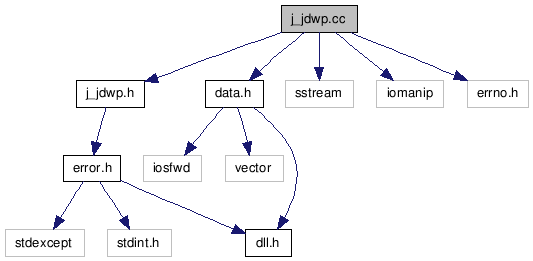 j_jdwp.cc
j_jdwp.h
data.h
sstream
iomanip
errno.h
error.h
iosfwd
vector
stdexcept
stdint.h
dll.h